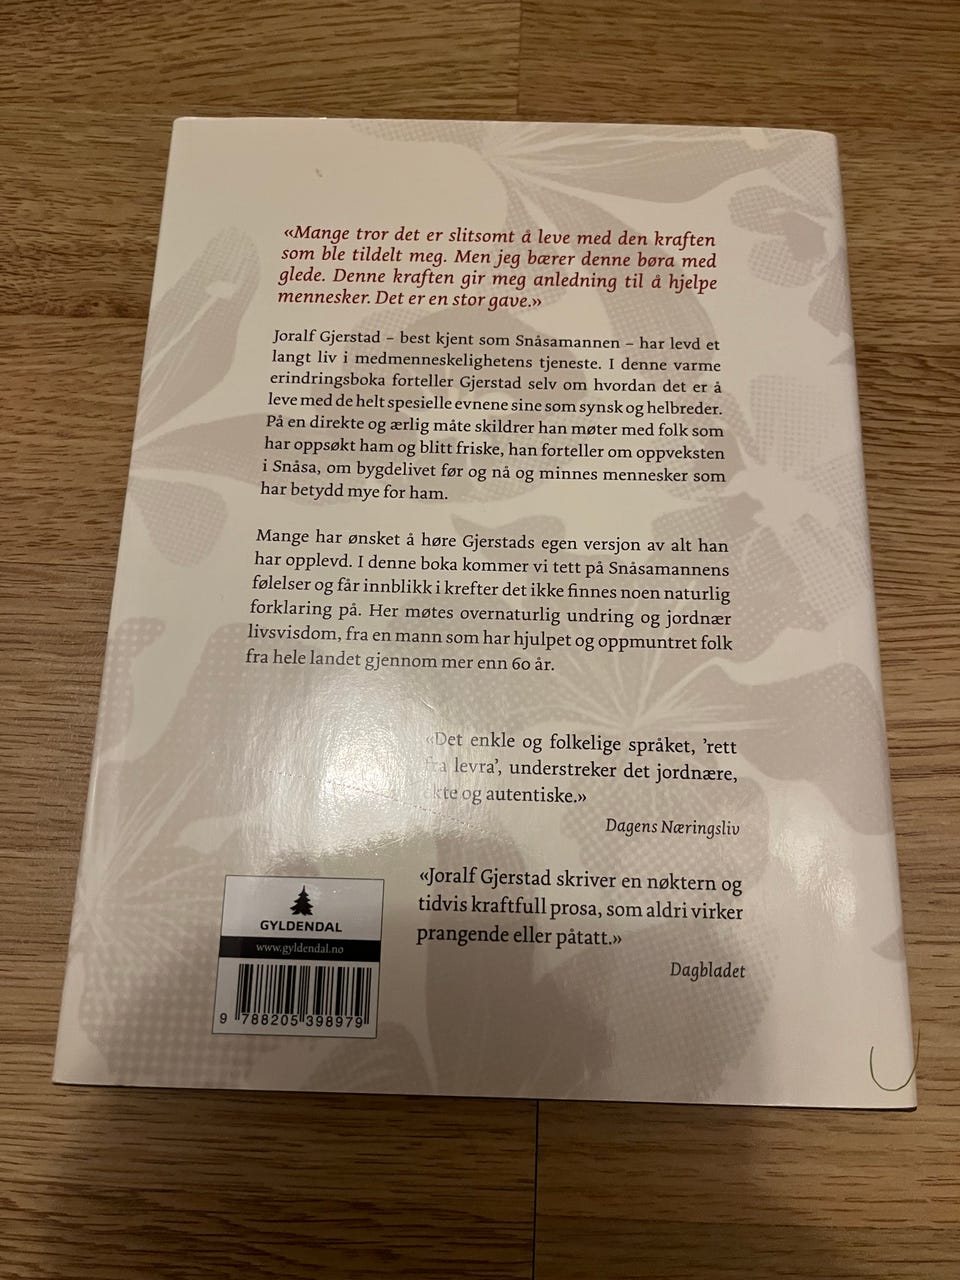 «Mange tror det er slitsomt å leve med den kraften
som ble tildelt meg. Men jeg bærer denne børa med
glede. Denne kraften gir meg anledning til å hjelpe
mennesker. Det er en stor gave.»
Joralf Gjerstad – best kjent som Snåsamannen – har levd et
langt liv i medmenneskelighetens tjeneste. I denne varme
erindringsboka forteller Gjerstad selv om hvordan det er å
leve med de helt spesielle evnene sine som synsk og helbreder.
På en direkte og ærlig måte skildrer han møter med folk som
har oppsøkt ham og blitt friske, han forteller om oppveksten
i Snåsa, om bygdelivet før og nå og minnes mennesker som
har betydd mye for ham.
Mange har ønsket å høre Gjerstads egen versjon av alt han
har opplevd. I denne boka kommer vi tett på Snåsamannens
følelser og får innblikk i krefter det ikke finnes noen naturlig
forklaring på. Her møtes overnaturlig undring og jordnær
livsvisdom, fra en mann som har hjulpet og oppmuntret folk
fra hele landet gjennom mer enn 60 år.
«Det enkle og folkelige språket, ’rett
fra levra’, understreker det jordnære,
ekte og autentiske.»
Dagens Næringsliv
«Joralf Gjerstad skriver en nøktern og
tidvis kraftfull prosa, som aldri virker
prangende eller påtatt.»
Dagbladet
GYLDENDAL
www.gyldendal.no
9 788205 398979